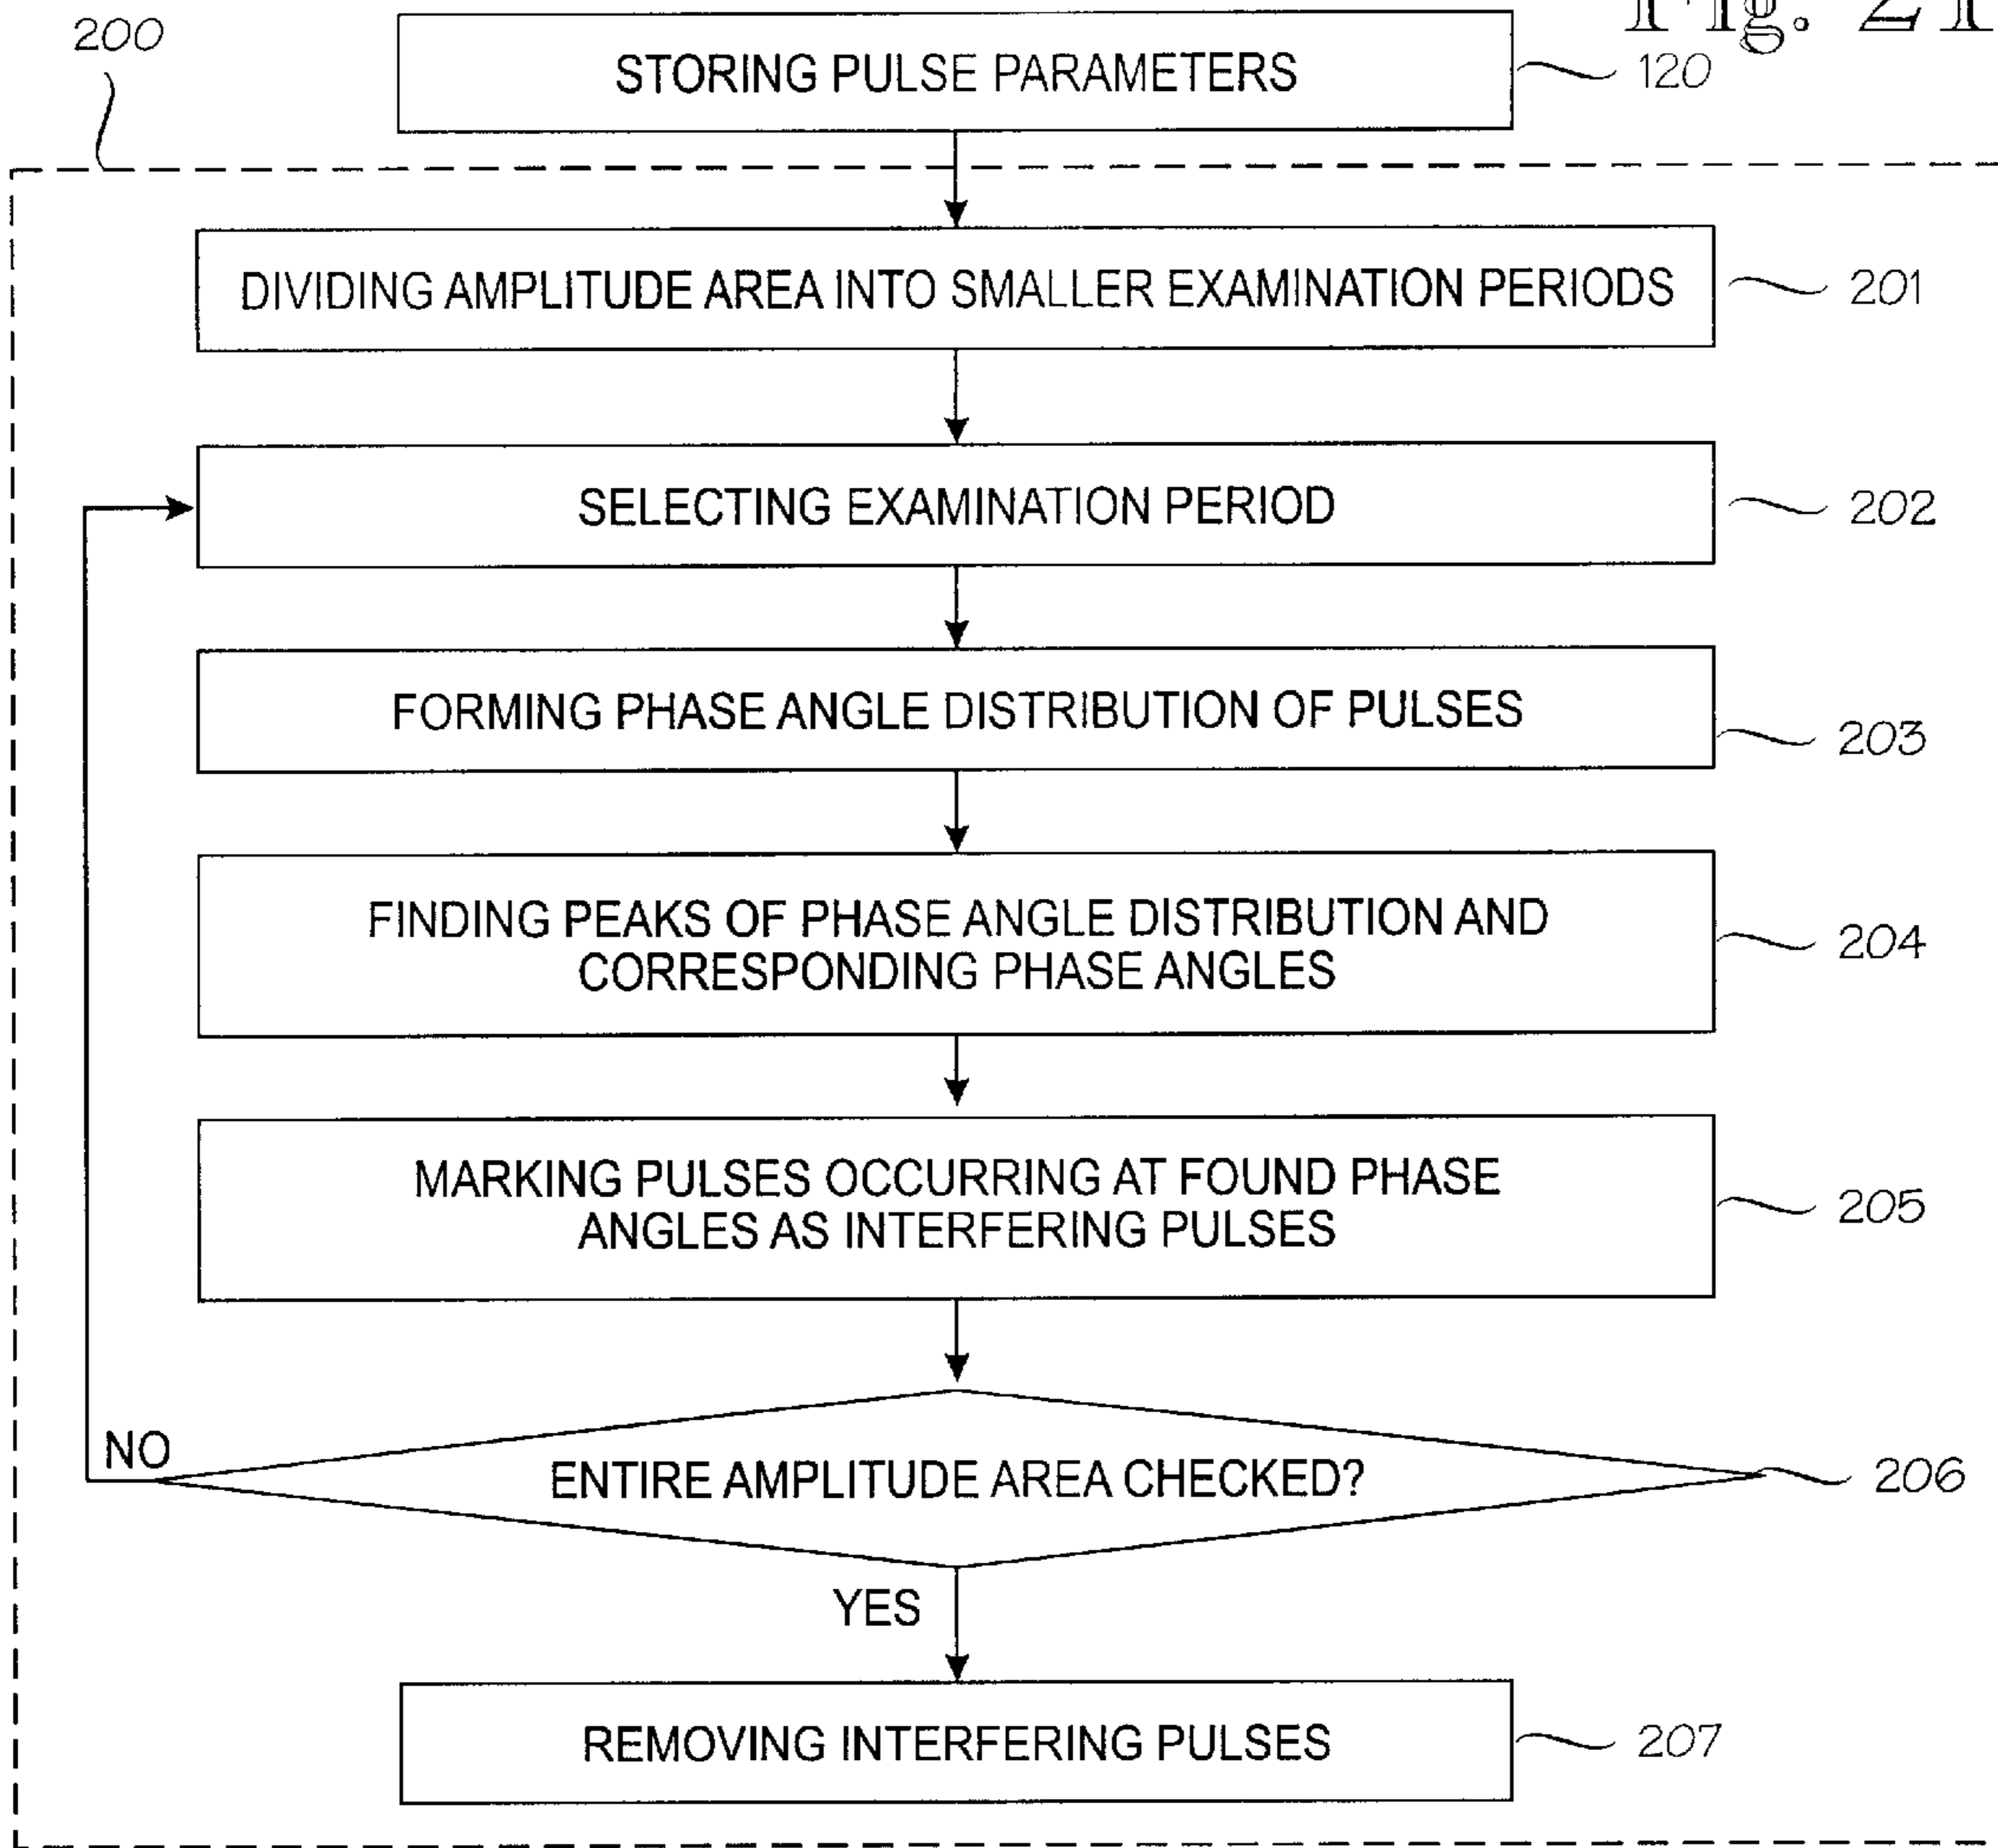 Fig. 21
200
STORING PULSE PARAMETERS
120
DIVIDING AMPLITUDE AREA INTO SMALLER EXAMINATION PERIODS
201
SELECTING EXAMINATION PERIOD
202
FORMING PHASE ANGLE DISTRIBUTION OF PULSES
203
FINDING PEAKS OF PHASE ANGLE DISTRIBUTION AND
CORRESPONDING PHASE ANGLES
204
MARKING PULSES OCCURRING AT FOUND PHASE
ANGLES AS INTERFERING PULSES
205
NO
ENTIRE AMPLITUDE AREA CHECKED?
206
YES
REMOVING INTERFERING PULSES
207